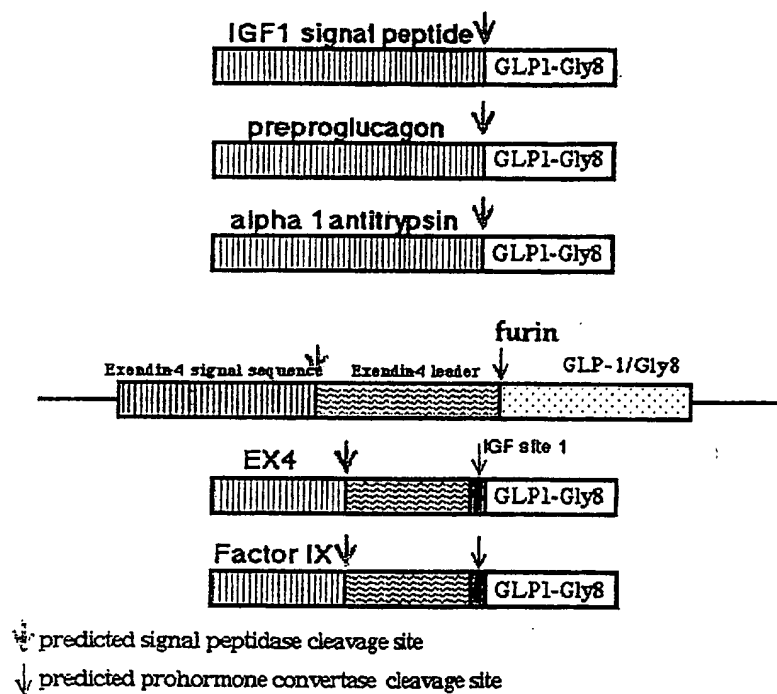 IGF1 signal peptide
GLP1-Gly8
preproglucagon
GLP1-Gly8
alpha 1 antitrypsin
GLP1-Gly8
furin
Exendin-4 signal sequence Exendin-4 leader GLP-1/Gly8
EX4 IGF site 1
GLP1-Gly8
Factor IX
GLP1-Gly8
predicted signal peptidase cleavage site
predicted prohormone convertase cleavage site